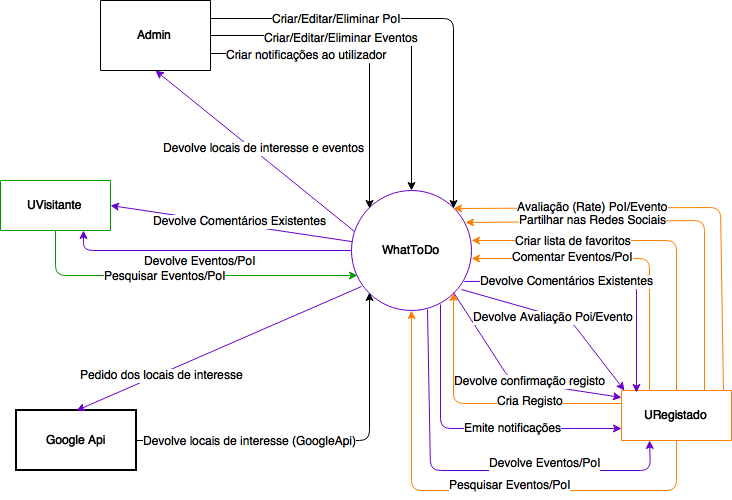 Criar/Editar/Eliminar PoI
Admin
Criar/Editar/Eliminar Eventos
Criar notificações ao utilizador
Devolve locais de interesse e eventos
UVisitante
Avaliação (Rate) PoI/Evento
Devolve Comentários Existentes
Partilhar nas Redes Sociais
WhatToDo
Criar lista de favoritos
Devolve Eventos/PoI
Comentar Eventos/PoI
Pesquisar Eventos/PoI
Devolve Comentários Existentes
Devolve Avaliação Poi/Evento
Pedido dos locais de interesse
Devolve confirmação registo
Cria Registo
URegistado
Emite notificações
Google Api
Devolve locais de interesse (GoogleApi)
Devolve Eventos/PoI
Pesquisar Eventos/PoI